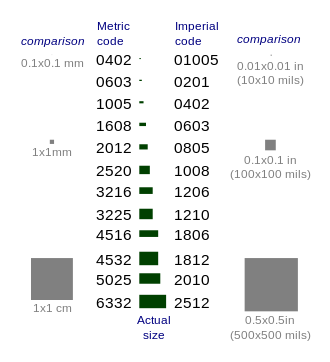 Metric Imperial
code code
comparison comparison
0402 01005
0.1x0.1 mm 0.01x0.01 in
(10x10 mils)
0603 0201
1005 0402
1608 0603
2012 0805
1x1mm 0.1x0.1 in
(100x100 mils)
2520 1008
3216 1206
3225 1210
4516 1806
4532 1812
5025 2010
6332 2512
1x1 cm 0.5x0.5in
(500x500 mils)
Actual
size